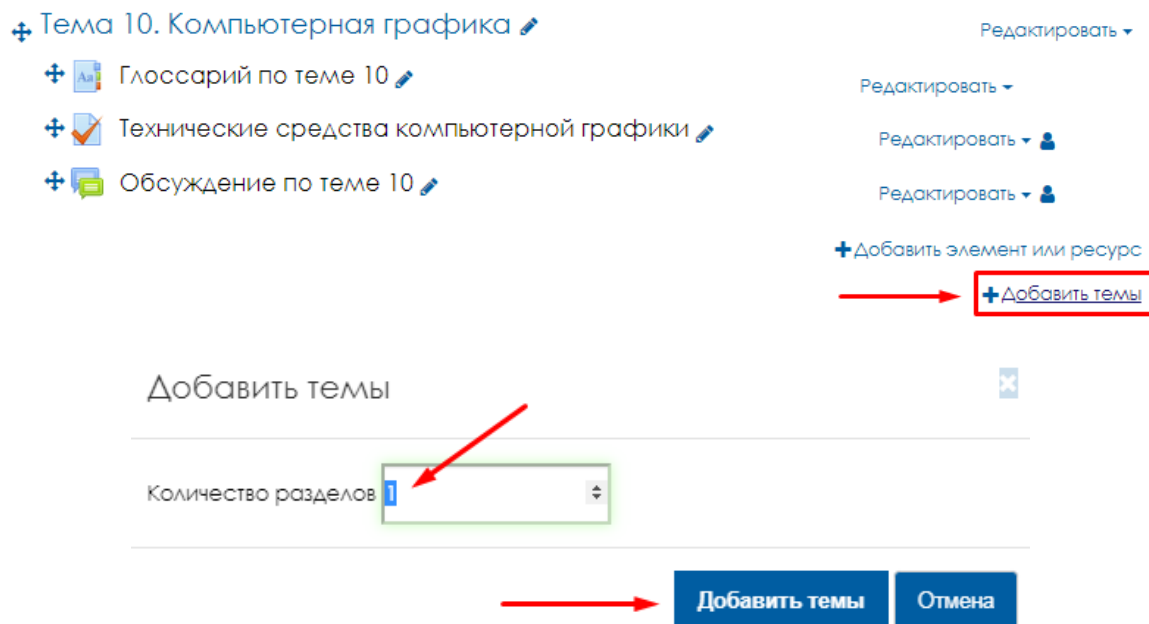 Тема 10. Компьютерная графика
Редактировать
Глоссарий по теме 10
Редактировать
Технические средства компьютерной графики
Редактировать
Обсуждение по теме 10
Редактировать
+Добавить элемент или ресурс
+Добавить темы
Добавить темы
Количество разделов 1
Добавить темы Отмена